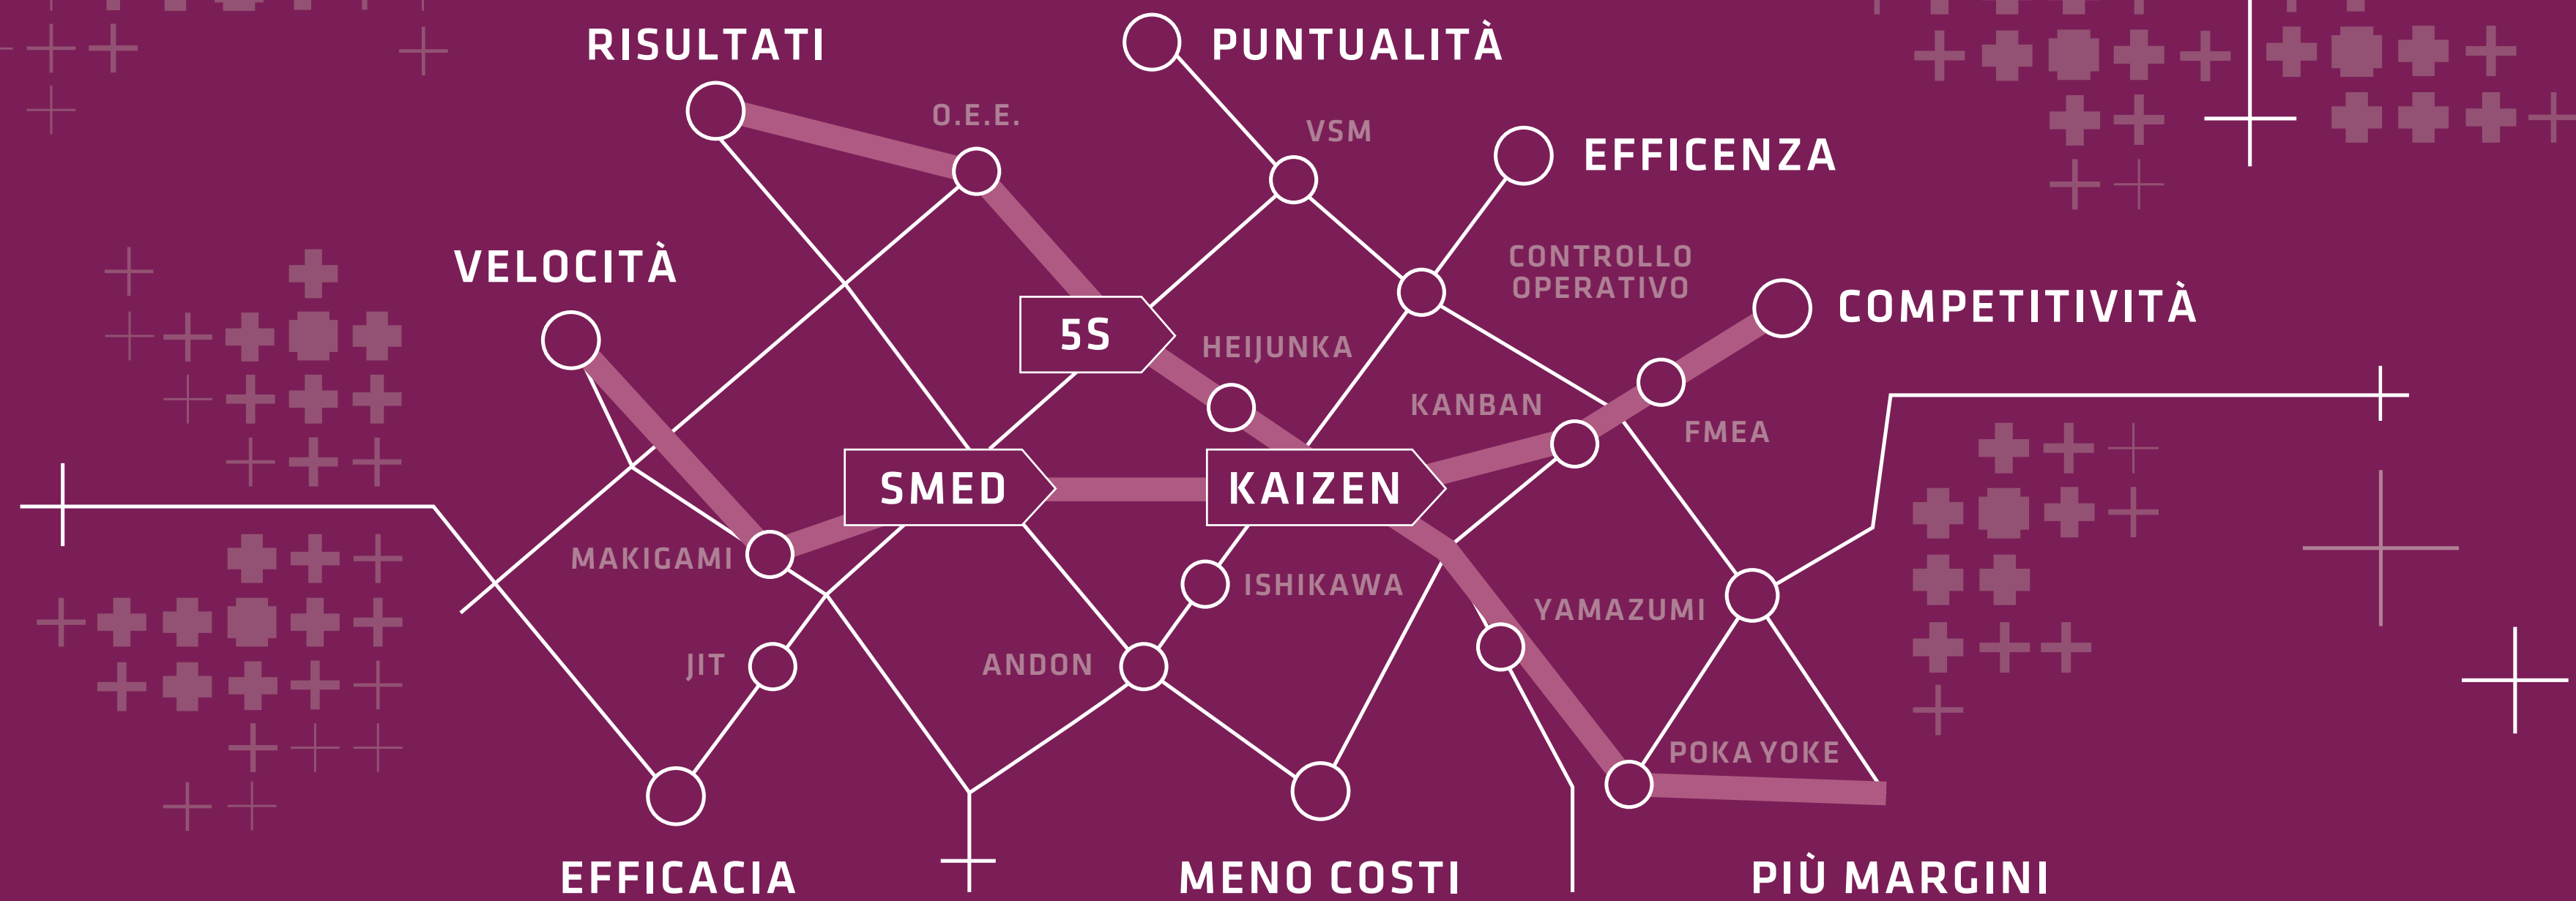 RISULTATI
PUNTUALITÀ
O.E.E.
VSM
EFFICENZA
VELOCITÀ
CONTROLLO
OPERATIVO
COMPETITIVITÀ
5S
HEIJUNKA
KANBAN
FMEA
SMED
KAIZEN
MAKIGAMI
ISHIKAWA
YAMAZUMI
JIT
ANDON
POKA YOKE
EFFICACIA
MENO COSTI
PIÙ MARGINI